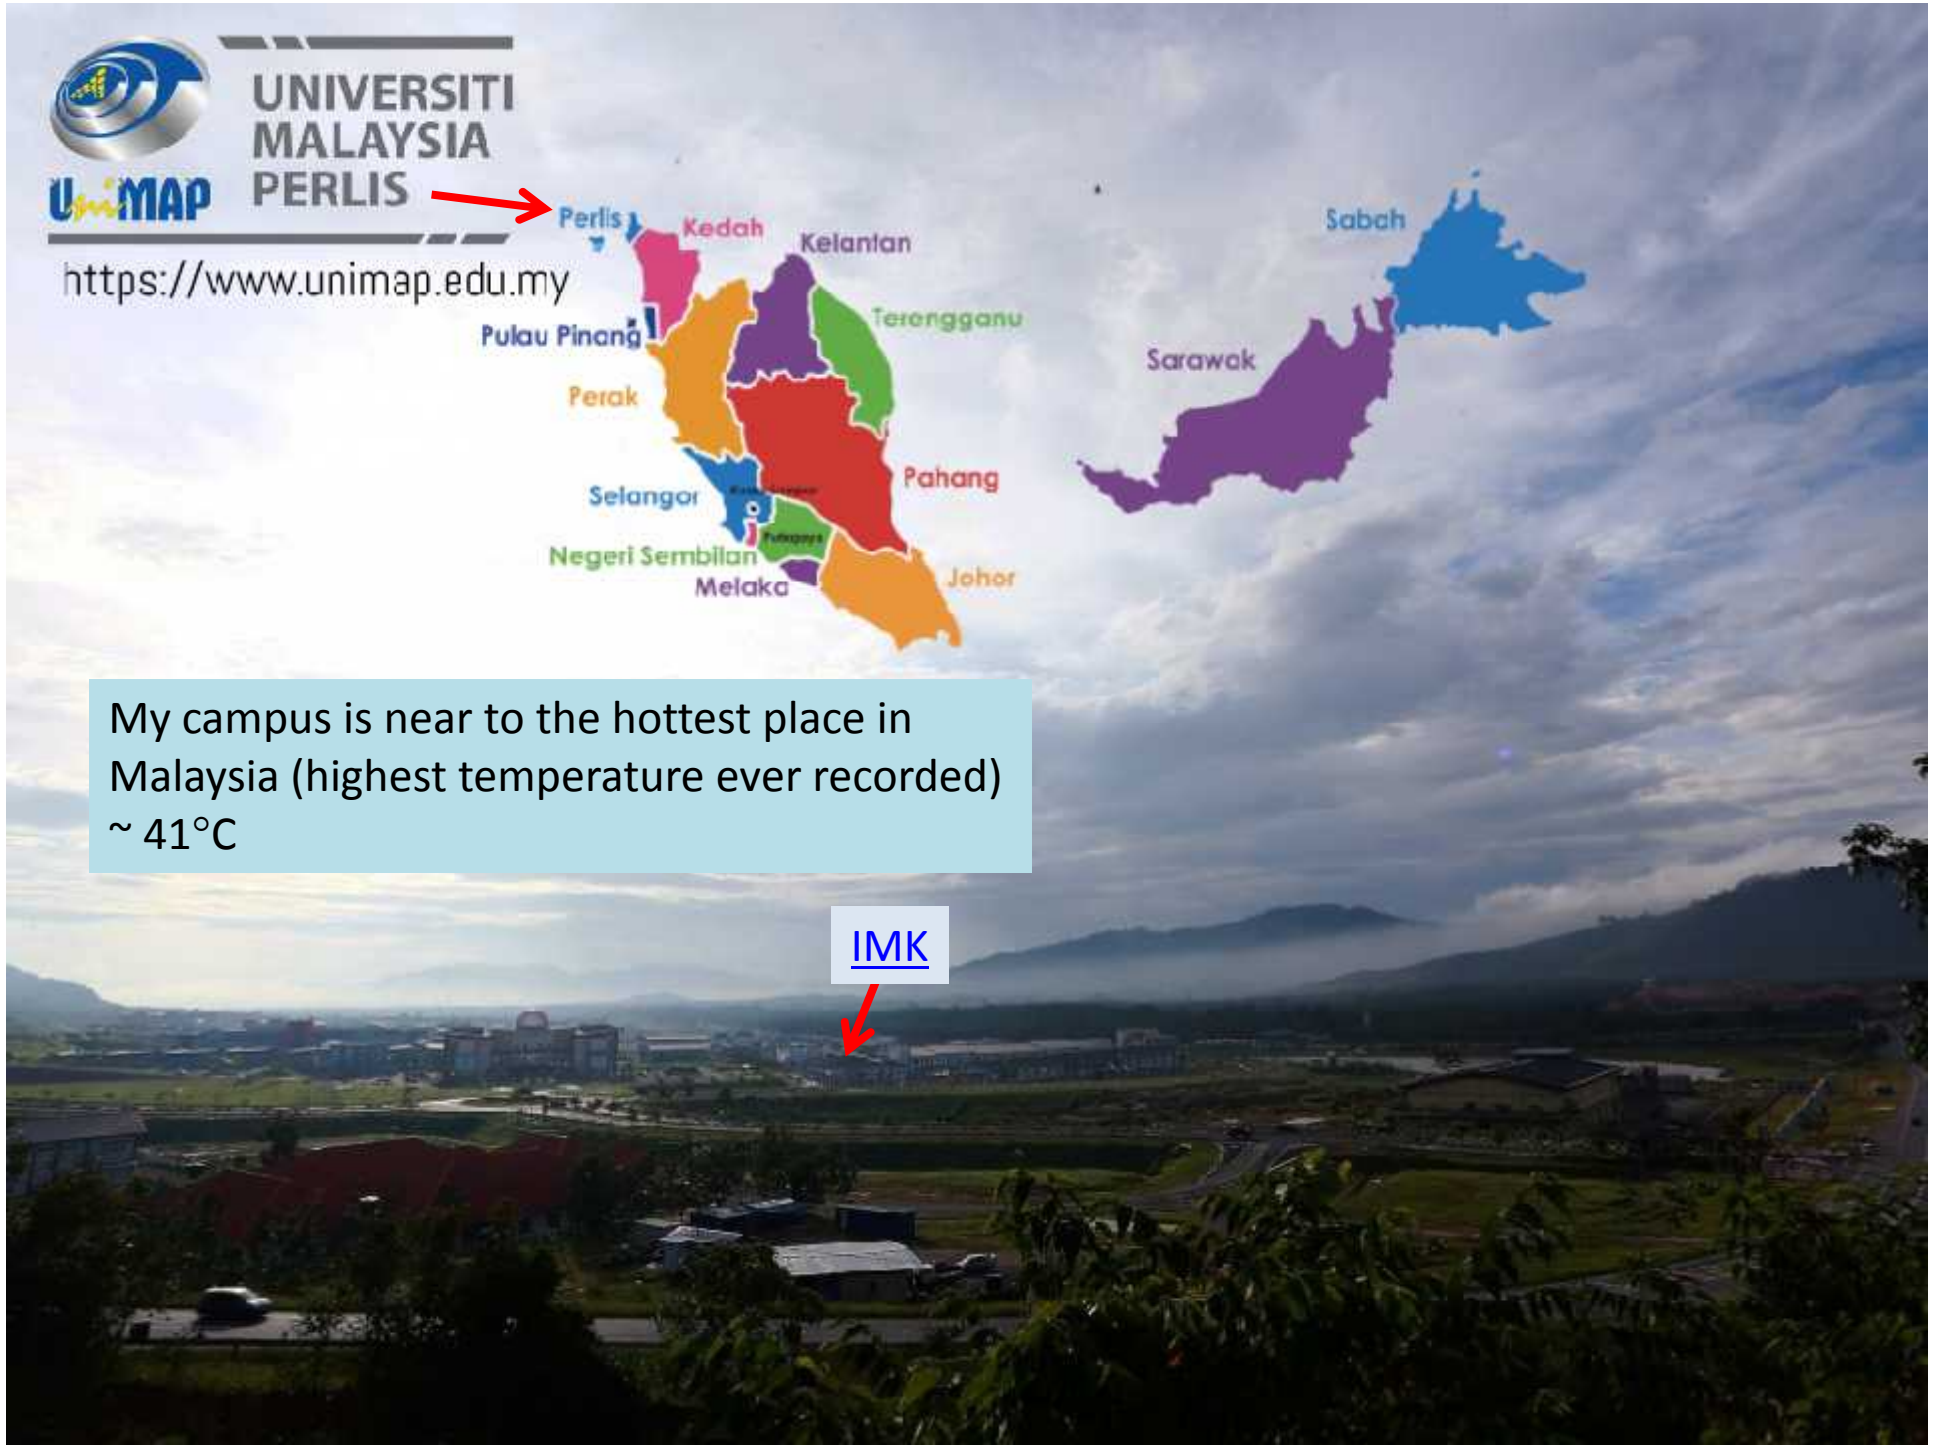 UNIVERSITI
MALAYSIA
PERLIS
UniMAP
https://www.unimap.edu.my
Perlis
Kedah
Kelantan
Terengganu
Pulau Pinang
Perak
Selangor
Pahang
Putrajaya
Negeri Sembilan
Melaka
Johor
Sabah
Sarawak
My campus is near to the hottest place in
Malaysia (highest temperature ever recorded)
~ 41°C
IMK